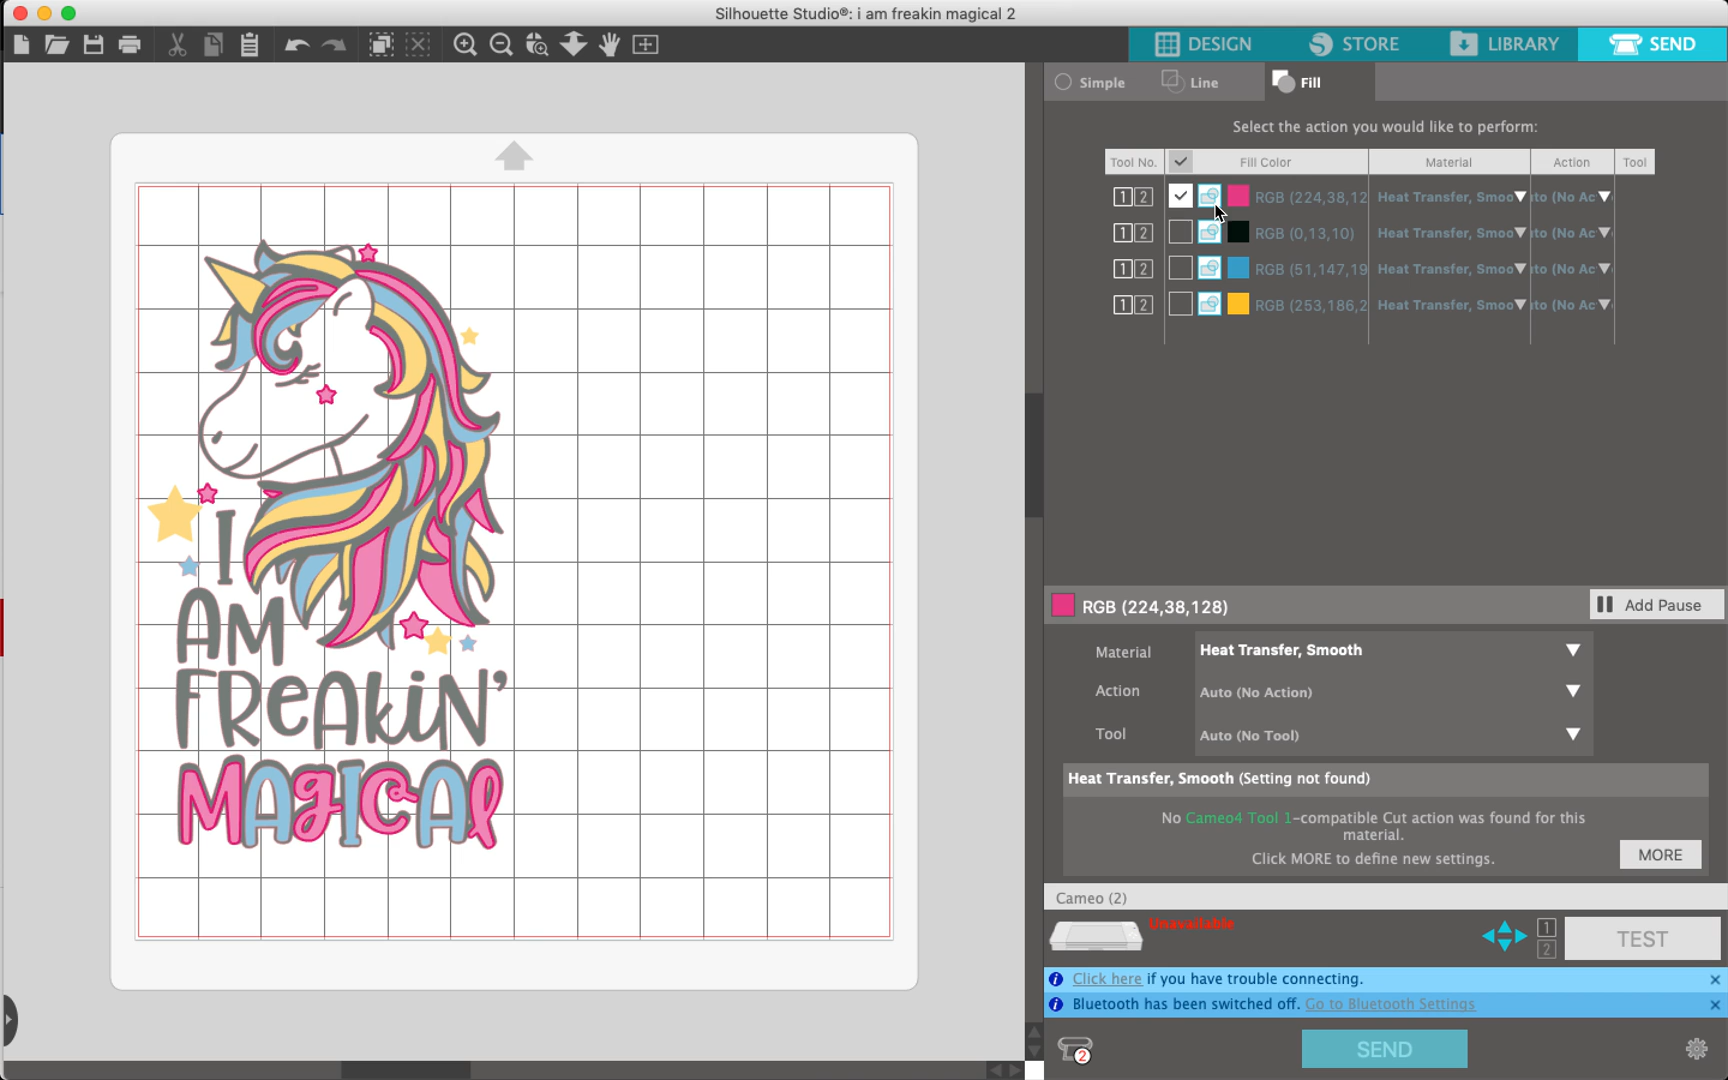 Silhouette Studio®: i am freakin magical 2
DESIGN
STORE
LIBRARY
SEND
Simple
Line
Fill
Select the action you would like to perform:
Tool No.
Fill Color
Material
Action
Tool
1 2
RGB (224,38,12
Heat Transfer, Smoo
to (No Ac
1 2
RGB (0,13,10)
Heat Transfer, Smoo
to (No Ac
1 2
RGB (51,147,19
Heat Transfer, Smoo
to (No Ac
1 2
RGB (253,186,2
Heat Transfer, Smoo
to (No Ac
I
AM
FREAKIN'
MAGICAL
RGB (224,38,128)
Add Pause
Material
Heat Transfer, Smooth
Action
Auto (No Action)
Tool
Auto (No Tool)
Heat Transfer, Smooth (Setting not found)
No Cameo4 Tool 1-compatible Cut action was found for this
material.
Click MORE to define new settings.
MORE
Cameo (2)
Unavailable
1
2
TEST
Click here if you have trouble connecting.
Bluetooth has been switched off. Go to Bluetooth Settings
2
SEND